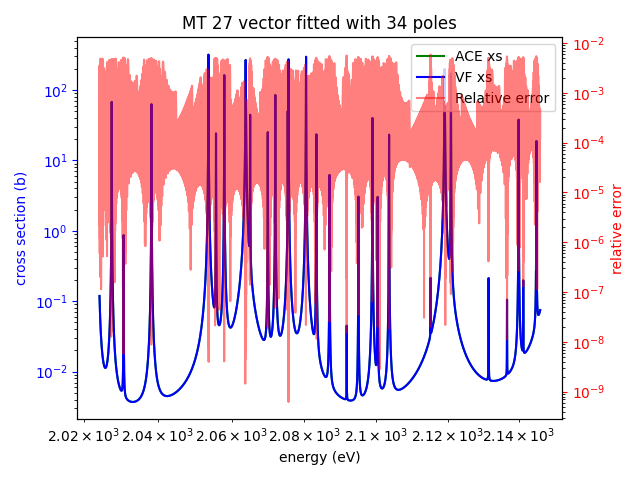 MT 27 vector fitted with 34 poles
ACE xs
VF xs
Relative error
cross section (b)
10²
10¹
10⁰
10⁻¹
10⁻²
relative error
10⁻²
10⁻³
10⁻⁴
10⁻⁵
10⁻⁶
10⁻⁷
10⁻⁸
10⁻⁹
2.02 × 10³ 2.04 × 10³ 2.06 × 10³ 2.08 × 10³ 2.1 × 10³ 2.12 × 10³ 2.14 × 10³
energy (eV)